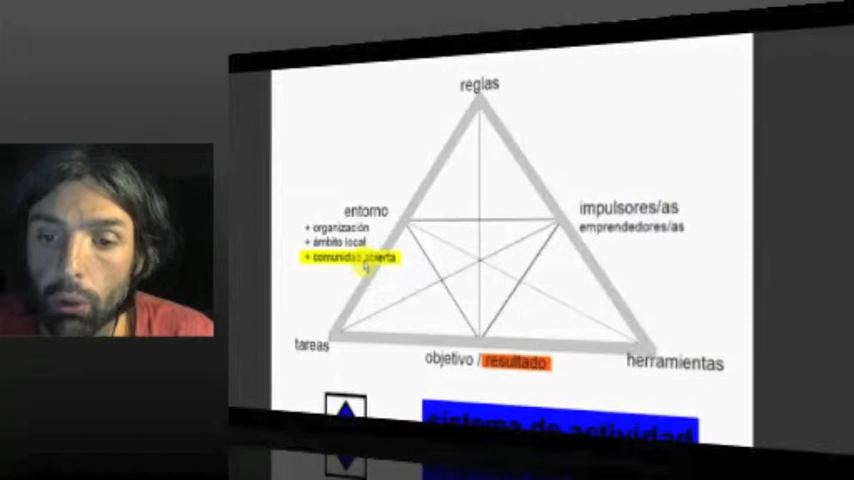 reglas
entorno
+ organización
+ ámbito local
+ comunidad abierta
impulsores/as
emprendedores/as
tareas
objetivo / resultado
herramientas
sistema de actividad